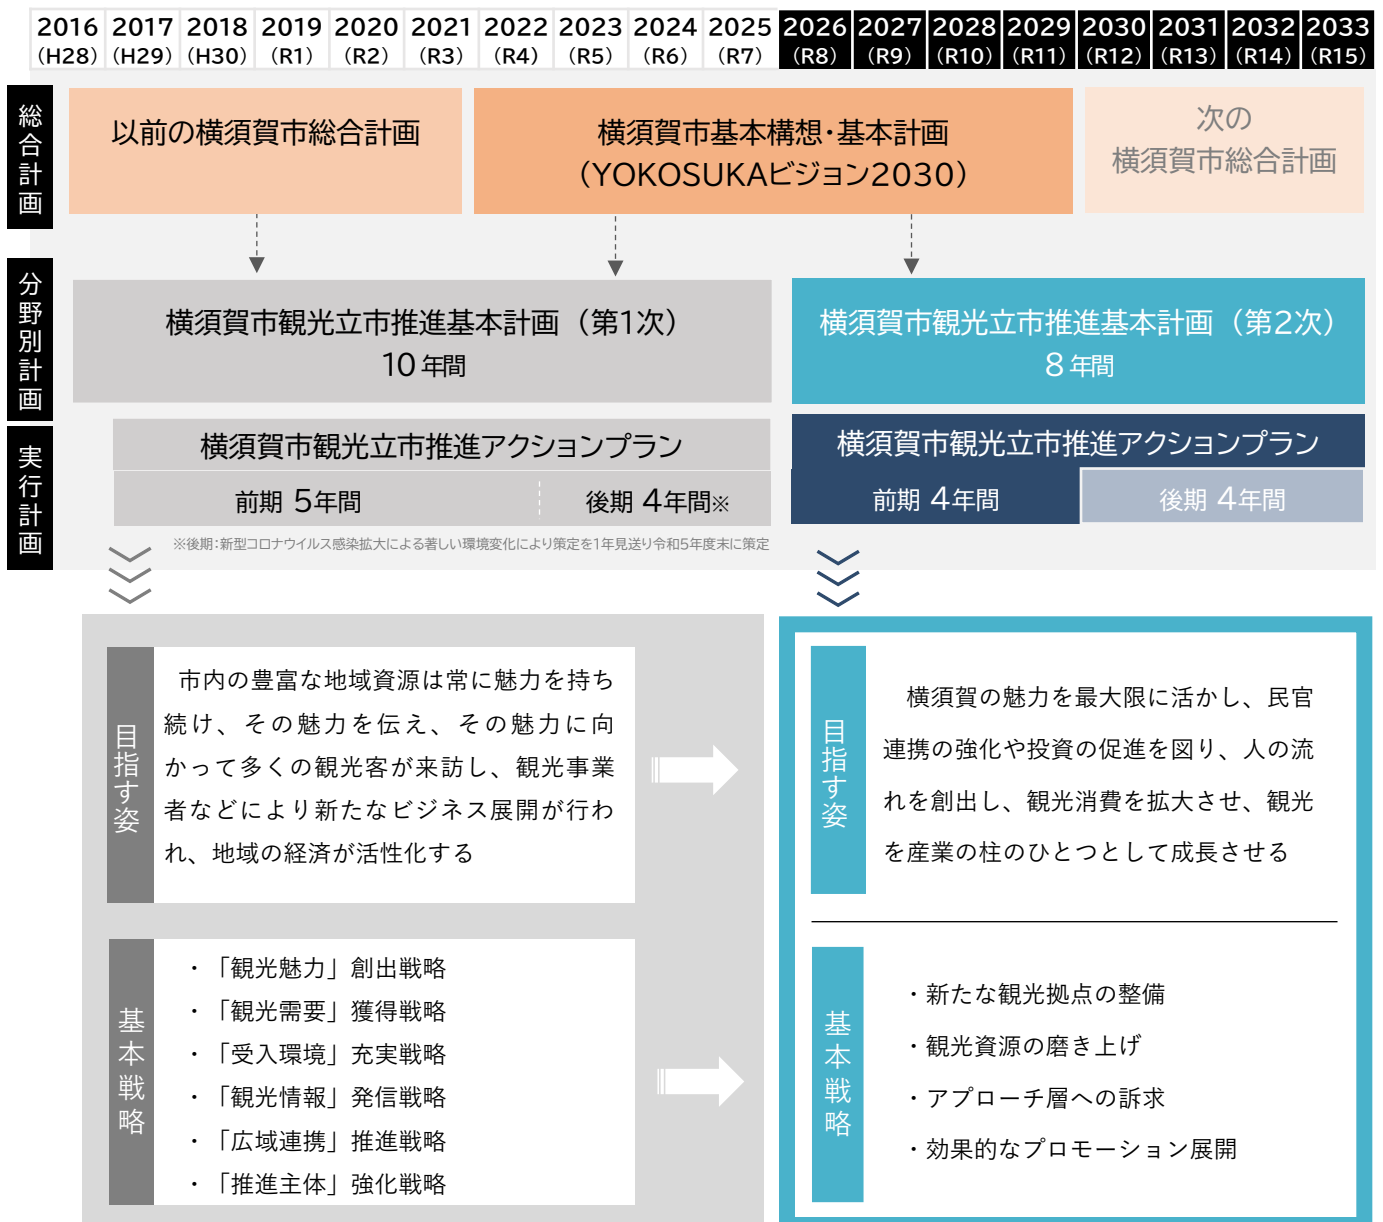 2016 2017 2018 2019 2020 2021 2022 2023 2024 2025 2026 2027 2028 2029 2030 2031 2032 2033
(H28) (H29) (H30) (R1) (R2) (R3) (R4) (R5) (R6) (R7) (R8) (R9) (R10) (R11) (R12) (R13) (R14) (R15)
総合計画
以前の横須賀市総合計画
横須賀市基本構想・基本計画
（YOKOSUKAビジョン2030）
次の
横須賀市総合計画
分野別計画
横須賀市観光立市推進基本計画（第1次）
10年間
横須賀市観光立市推進基本計画（第2次）
8年間
実行計画
横須賀市観光立市推進アクションプラン
前期 5年間
後期 4年間※
※後期：新型コロナウイルス感染拡大による著しい環境変化により策定を1年見送り令和5年度末に策定
横須賀市観光立市推進アクションプラン
前期 4年間
後期 4年間
目指す姿
市内の豊富な地域資源は常に魅力を持ち
続け、その魅力を伝え、その魅力に向
かって多くの観光客が来訪し、観光事業
者などにより新たなビジネス展開が行わ
れ、地域の経済が活性化する
基本戦略
・「観光魅力」創出戦略
・「観光需要」獲得戦略
・「受入環境」充実戦略
・「観光情報」発信戦略
・「広域連携」推進戦略
・「推進主体」強化戦略
目指す姿
横須賀の魅力を最大限に活かし、民官
連携の強化や投資の促進を図り、人の流
れを創出し、観光消費を拡大させ、観光
を産業の柱のひとつとして成長させる
基本戦略
・新たな観光拠点の整備
・観光資源の磨き上げ
・アプローチ層への訴求
・効果的なプロモーション展開